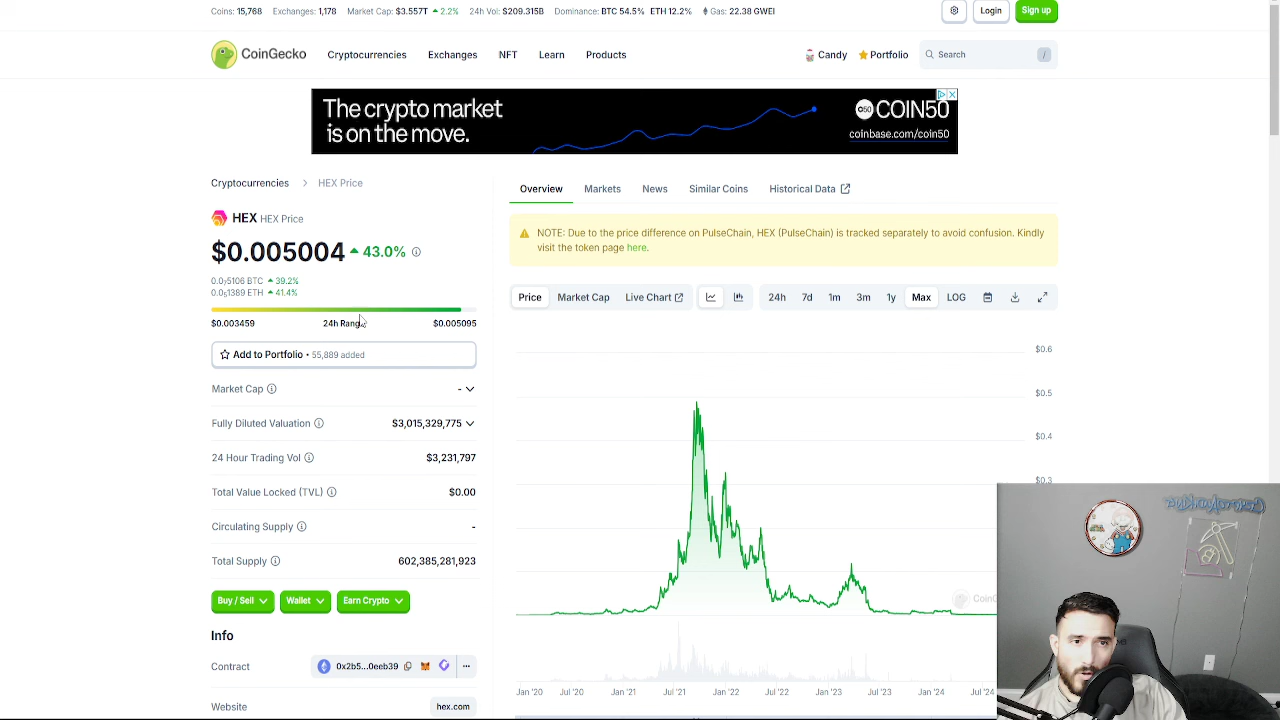 Coins: 15,768 Exchanges: 1,178 Market Cap: $3.557T 2.2% 24h Vol: $209.315B Dominance: BTC 54.5% ETH 12.2% Gas: 22.38 GWEI
Login
Sign up
CoinGecko
Cryptocurrencies
Exchanges
NFT
Learn
Products
Candy
Portfolio
Search
/
The crypto market
is on the move.
COIN50
coinbase.com/coin50
Cryptocurrencies > HEX Price
HEX HEX Price
$0.005004 43.0%
0.0₇5106 BTC 39.2%
0.0₅1389 ETH 41.4%
$0.003459
24h Range
$0.005095
Add to Portfolio • 55,889 added
Market Cap -
Fully Diluted Valuation $3,015,329,775
24 Hour Trading Vol $3,231,797
Total Value Locked (TVL) $0.00
Circulating Supply -
Total Supply 602,385,281,923
Buy / Sell
Wallet
Earn Crypto
Info
Contract 0x2b5...0eeb39
Website hex.com
Overview
Markets
News
Similar Coins
Historical Data
NOTE: Due to the price difference on PulseChain, HEX (PulseChain) is tracked separately to avoid confusion. Kindly
visit the token page here.
Price
Market Cap
Live Chart
24h
7d
1m
3m
1y
Max
LOG
$0.6
$0.5
$0.4
$0.3
Jan '20
Jul '20
Jan '21
Jul '21
Jan '22
Jul '22
Jan '23
Jul '23
Jan '24
Jul '24